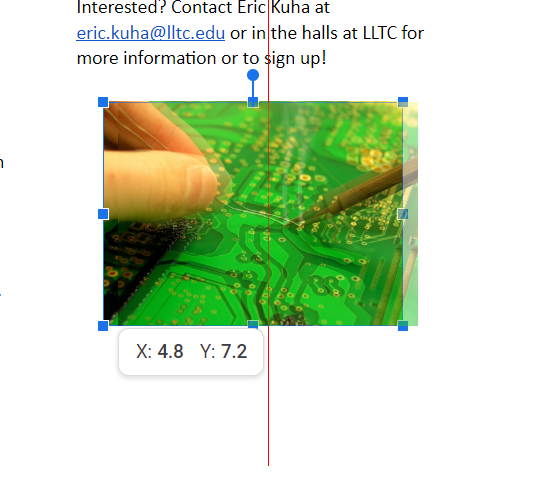 Interested? Contact Eric Kuha at
eric.kuha@lltc.edu or in the halls at LLTC for
more information or to sign up!
X: 4.8 Y: 7.2